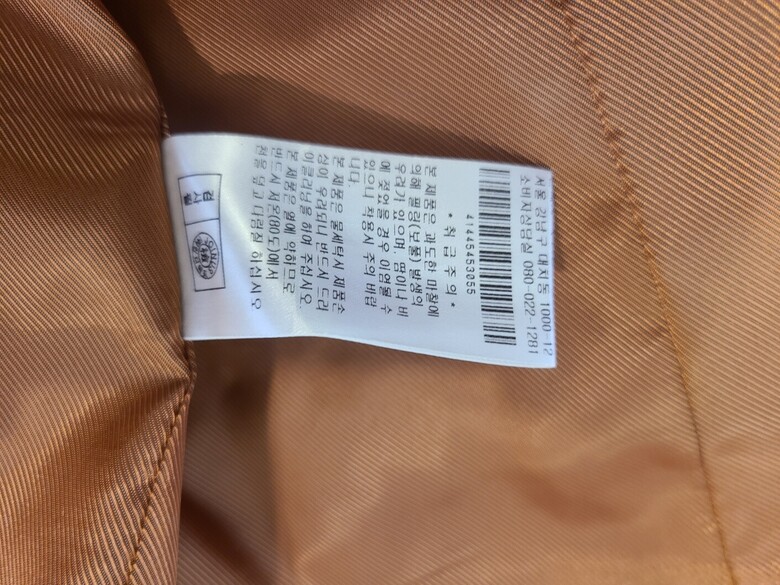 서울 강남구 대치동 1000-12
소비자상담실 080-022-1281
41445453055
* 취 급 주 의 *
본 제품은 과도한 마찰에
의해 필링(보풀) 발생의
우려가 있으며, 땀이나 비
에 젖었을 경우 이염될 수
있으니 착용시 주의 바랍
니다.
본 제품은 물세탁시 제품손
상이 우려되니 반드시 드라
이크리닝을 하여 주십시오.
본 제품은 열에 약하므로
반드시 저온(80도)에서
천을 덮고 다림질 하십시오
검사필